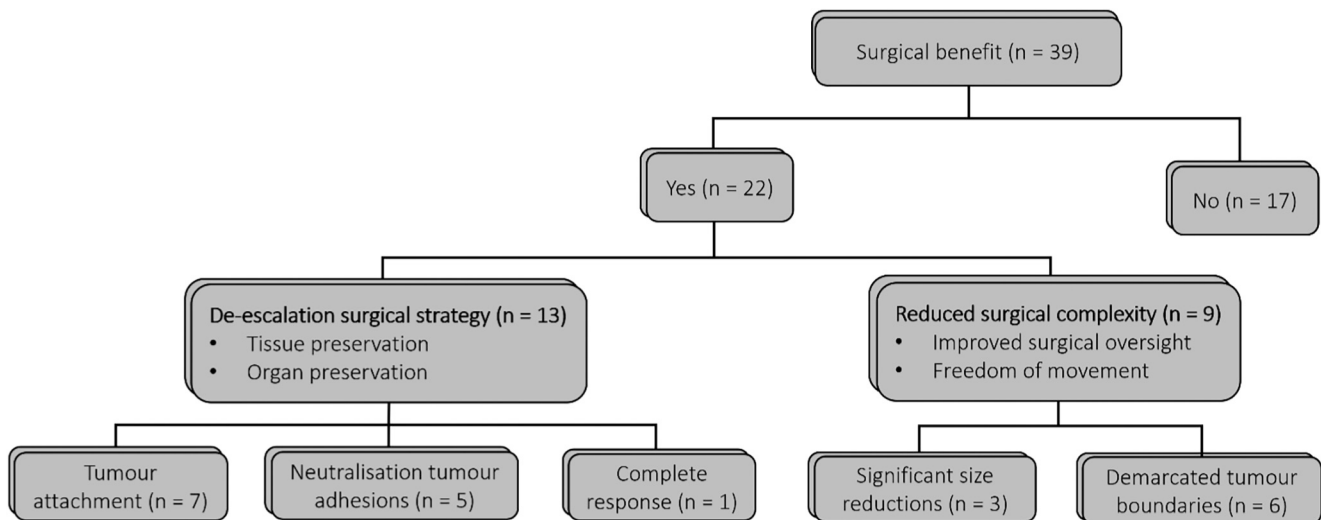 Surgical benefit (n = 39)
Yes (n = 22)
No (n = 17)
De-escalation surgical strategy (n = 13)
• Tissue preservation
• Organ preservation
Reduced surgical complexity (n = 9)
• Improved surgical oversight
• Freedom of movement
Tumour
attachment (n = 7)
Neutralisation tumour
adhesions (n = 5)
Complete
response (n = 1)
Significant size
reductions (n = 3)
Demarcated tumour
boundaries (n = 6)